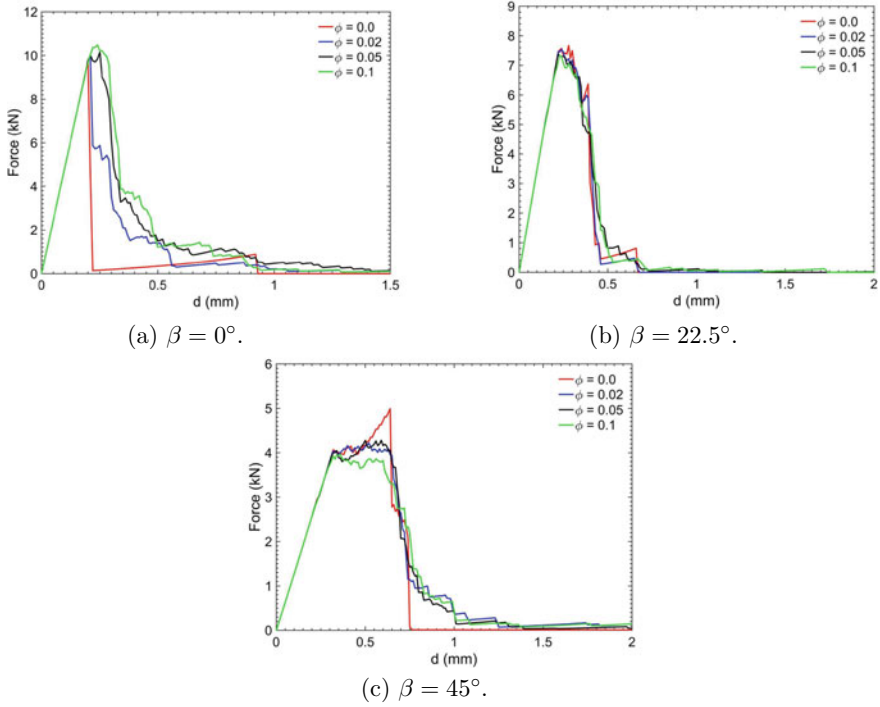 12
10
8
6
4
2
0
Force (kN)
0 0.5 1 1.5
d (mm)
ϕ = 0.0
ϕ = 0.02
ϕ = 0.05
ϕ = 0.1
(a) β = 0°.
9
8
7
6
5
4
3
2
1
0
Force (kN)
0 0.5 1 1.5 2
d (mm)
ϕ = 0.0
ϕ = 0.02
ϕ = 0.05
ϕ = 0.1
(b) β = 22.5°.
6
5
4
3
2
1
0
Force (kN)
0 0.5 1 1.5 2
d (mm)
ϕ = 0.0
ϕ = 0.02
ϕ = 0.05
ϕ = 0.1
(c) β = 45°.